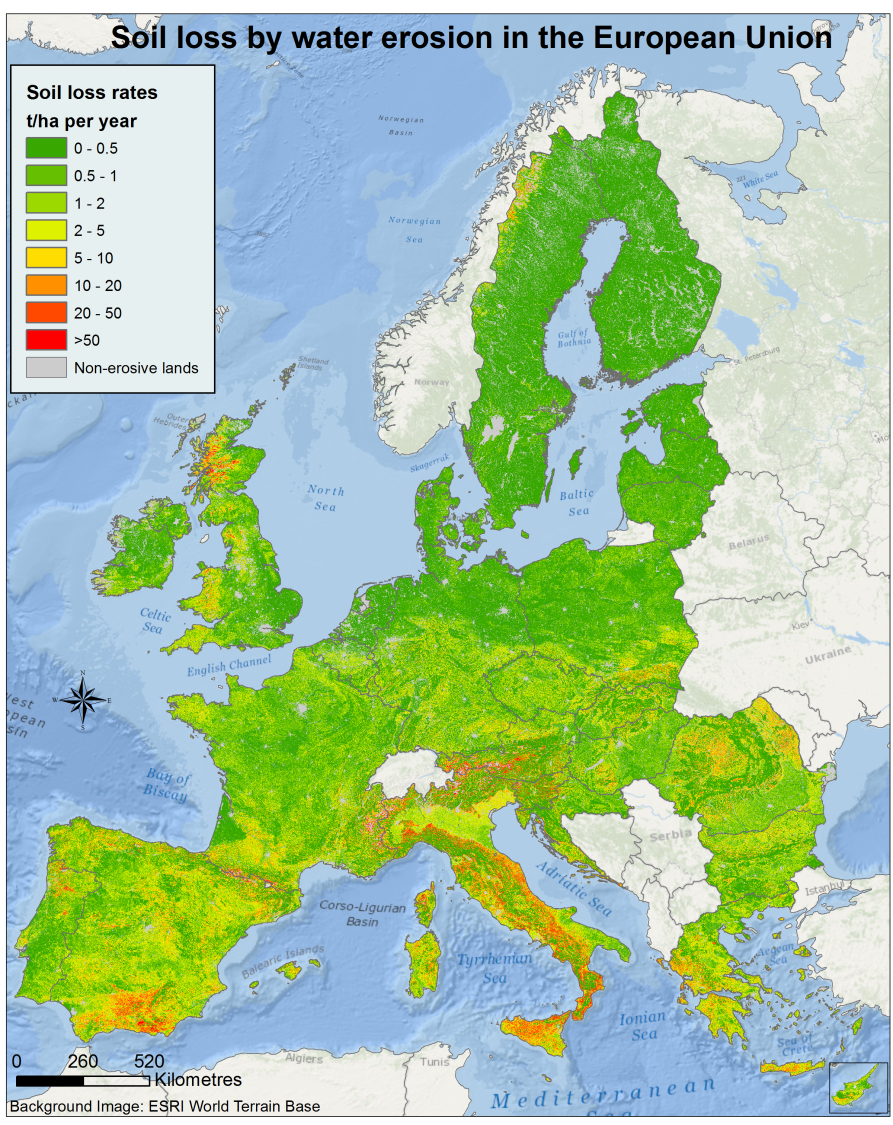 Soil loss by water erosion in the European Union
Soil loss rates
t/ha per year
0 - 0.5
0.5 - 1
1 - 2
2 - 5
5 - 10
10 - 20
20 - 50
>50
Non-erosive lands
Norwegian
Basin
White Sea
Norwegian
Sea
Gulf of
Bothnia
St. Petersburg
Shetland
Islands
Norway
Outer
Hebrides
Skagerrak
North
Sea
Baltic
Sea
Belarus
Celtic
Sea
Kiev
Ukraine
English Channel
N
W
E
S
Bay of
Biscay
Serbia
Istanbul
Adriatic Sea
Corso-Ligurian
Basin
Balearic Islands
Tyrrhenian
Sea
Aegean
Sea
Ionian
Sea
Sea of
Crete
Algiers
Tunis
0 260 520
Kilometres
Mediterranean
Background Image: ESRI World Terrain Base